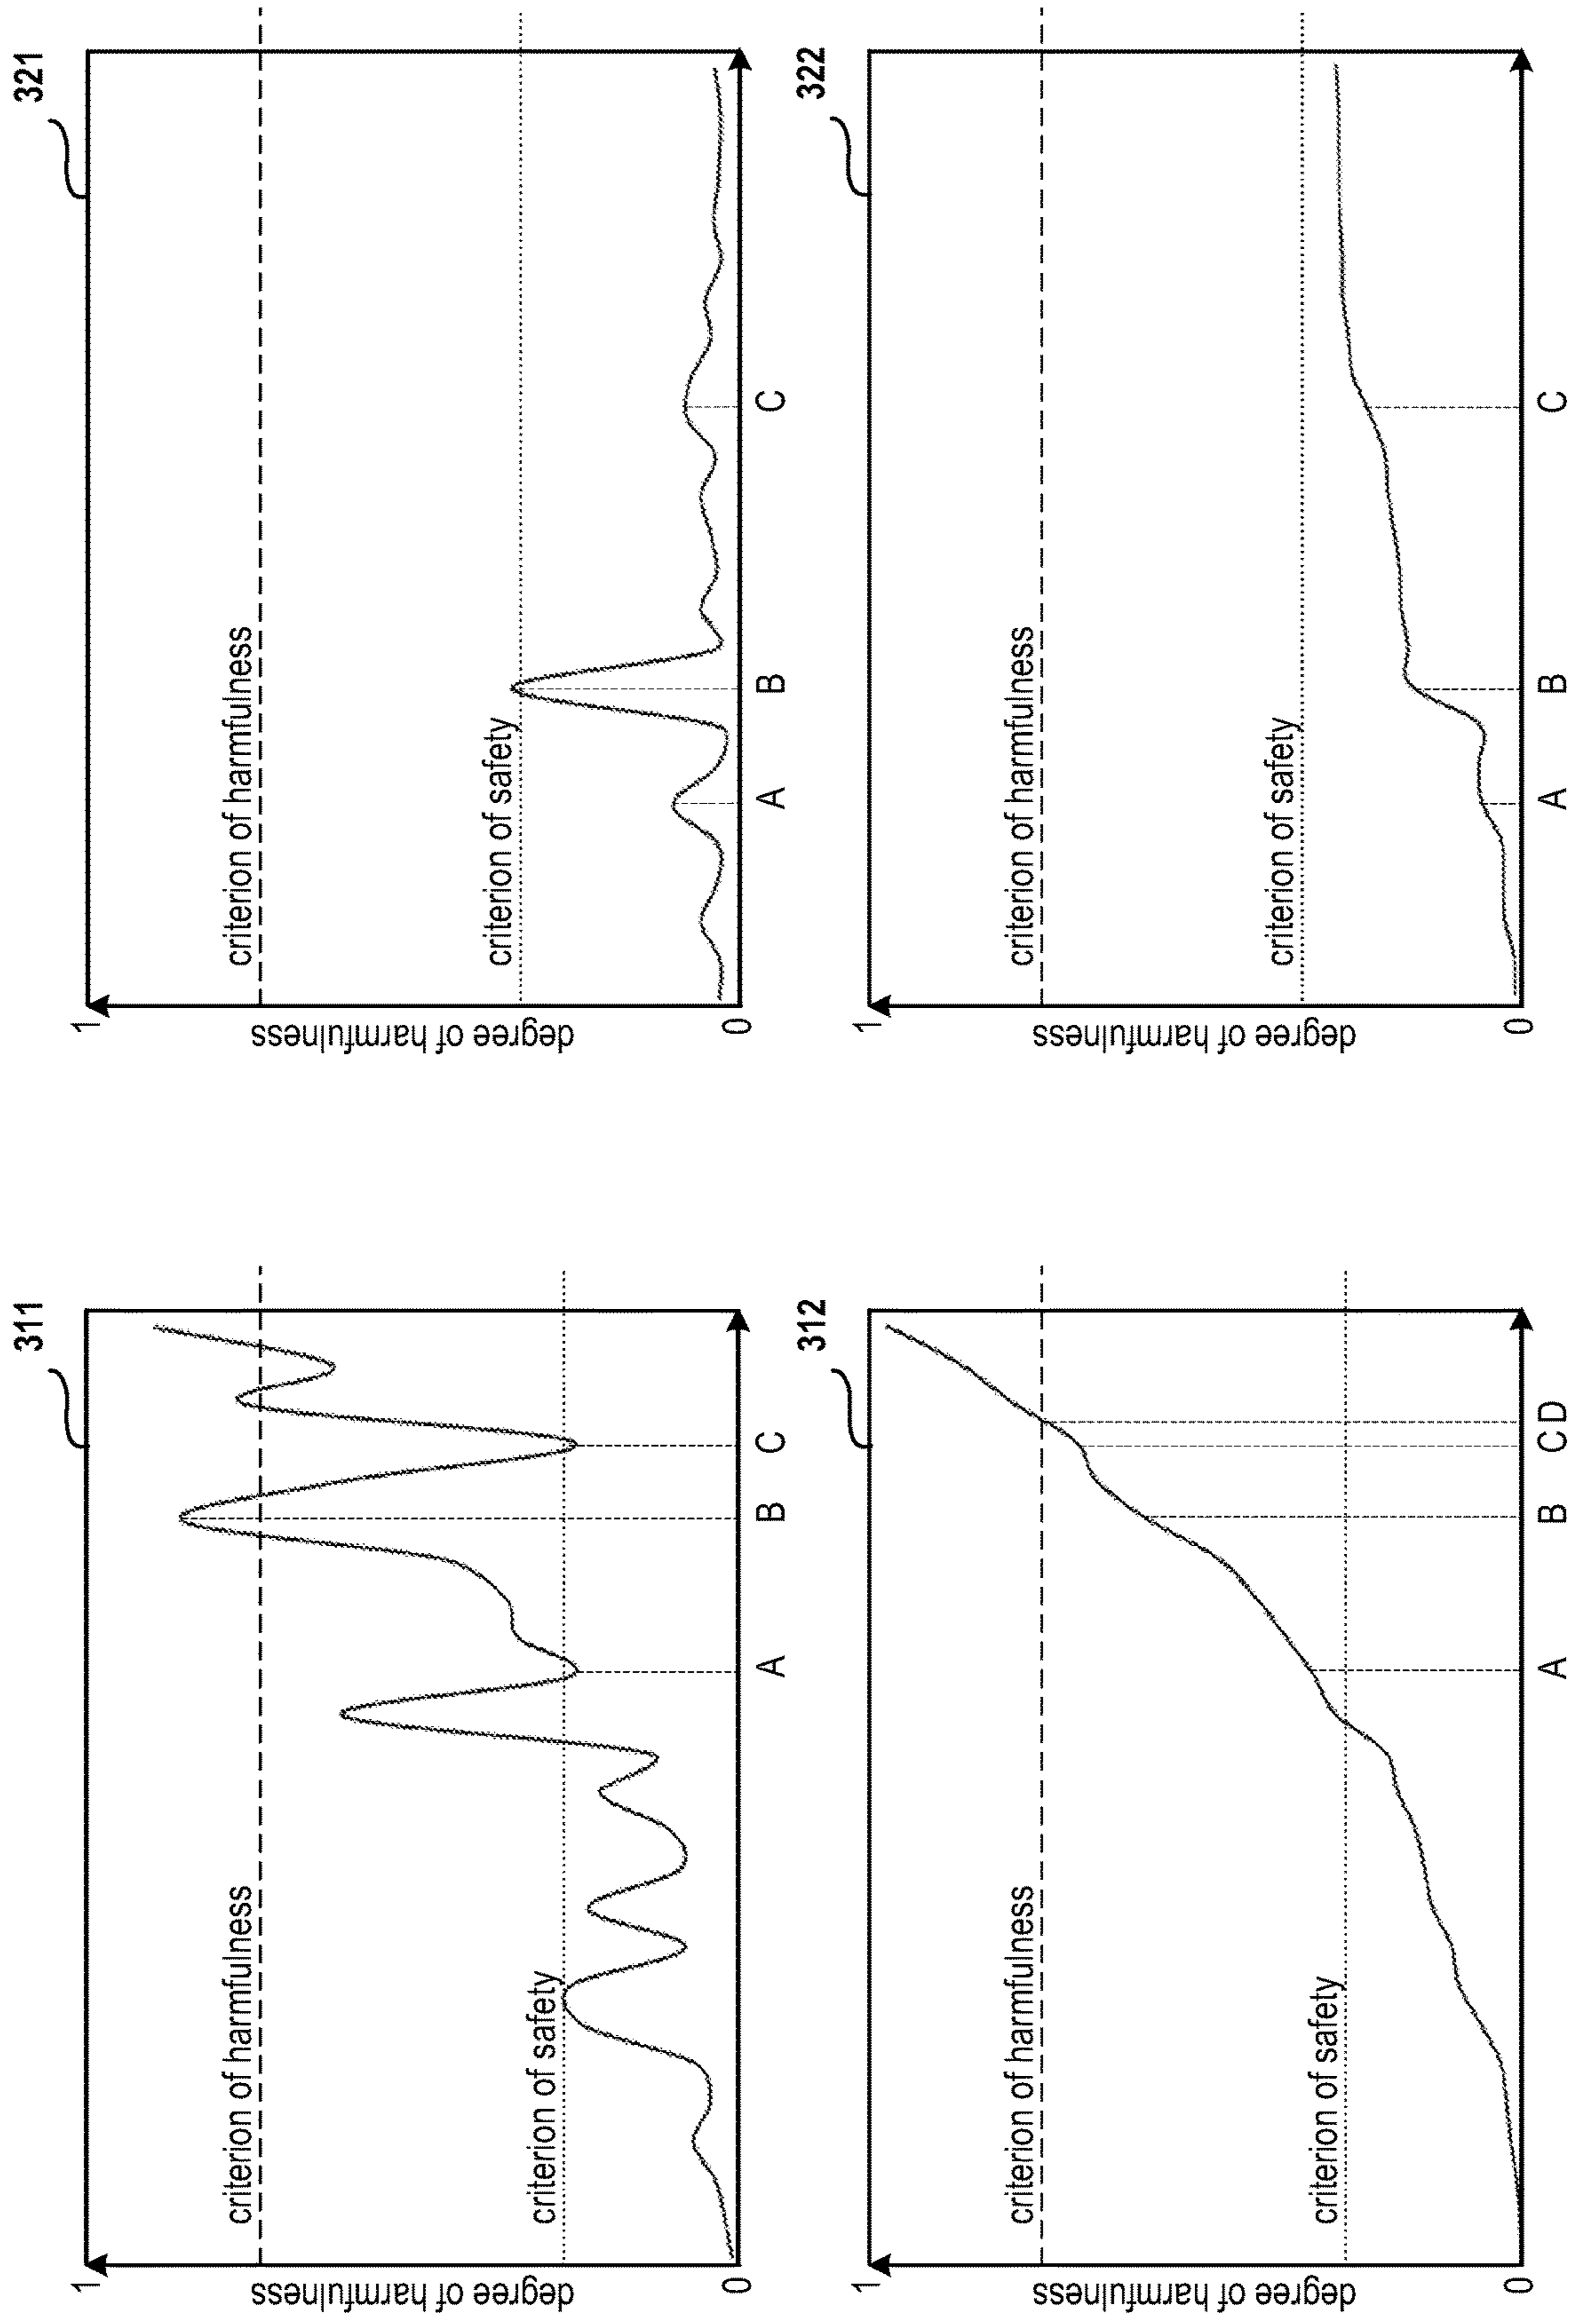 311
1
degree of harmfulness
0
criterion of harmfulness
criterion of safety
A
B
C
312
1
degree of harmfulness
0
criterion of harmfulness
criterion of safety
A
B
C D
321
1
degree of harmfulness
0
criterion of harmfulness
criterion of safety
A
B
C
322
1
degree of harmfulness
0
criterion of harmfulness
criterion of safety
A
B
C